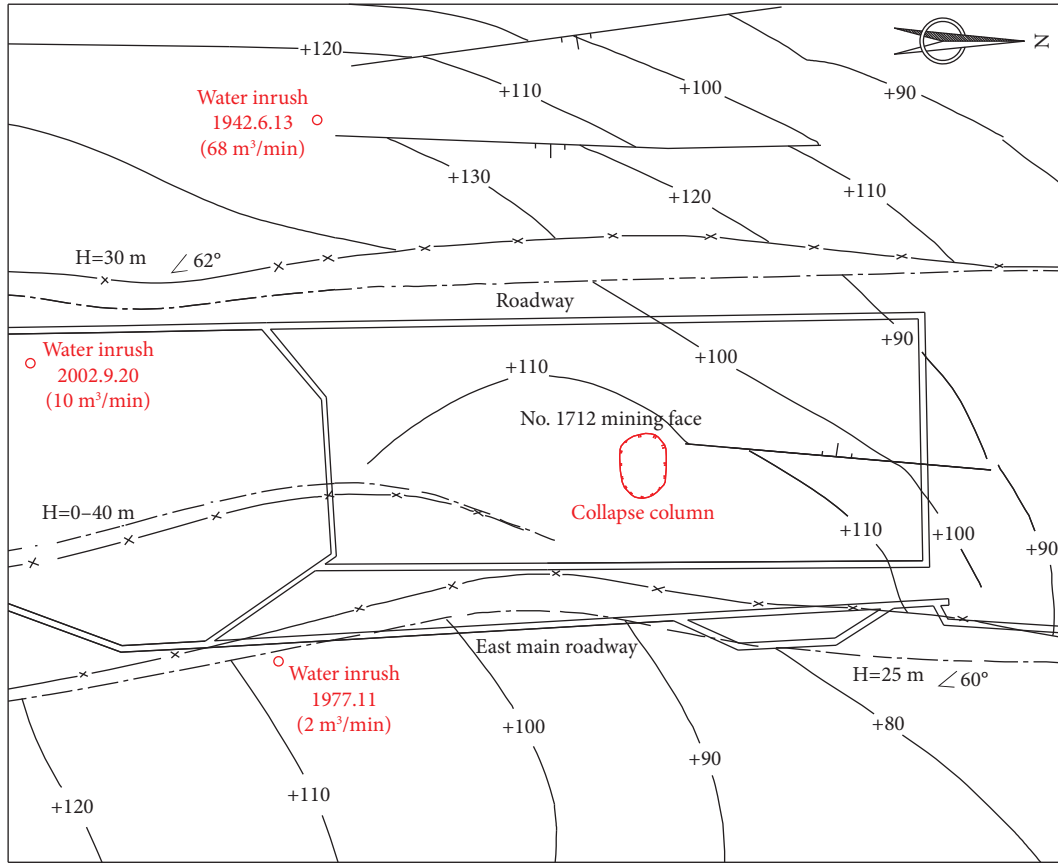 +120
N
+110
+100
+90
Water inrush
1942.6.13
(68 m³/min)
+130
+120
+110
H=30 m
∠ 62°
Roadway
+90
Water inrush
2002.9.20
(10 m³/min)
+100
+110
No. 1712 mining face
Collapse column
H=0–40 m
+110
+100
+90
East main roadway
Water inrush
1977.11
(2 m³/min)
H=25 m
∠60°
+100
+80
+90
+110
+120